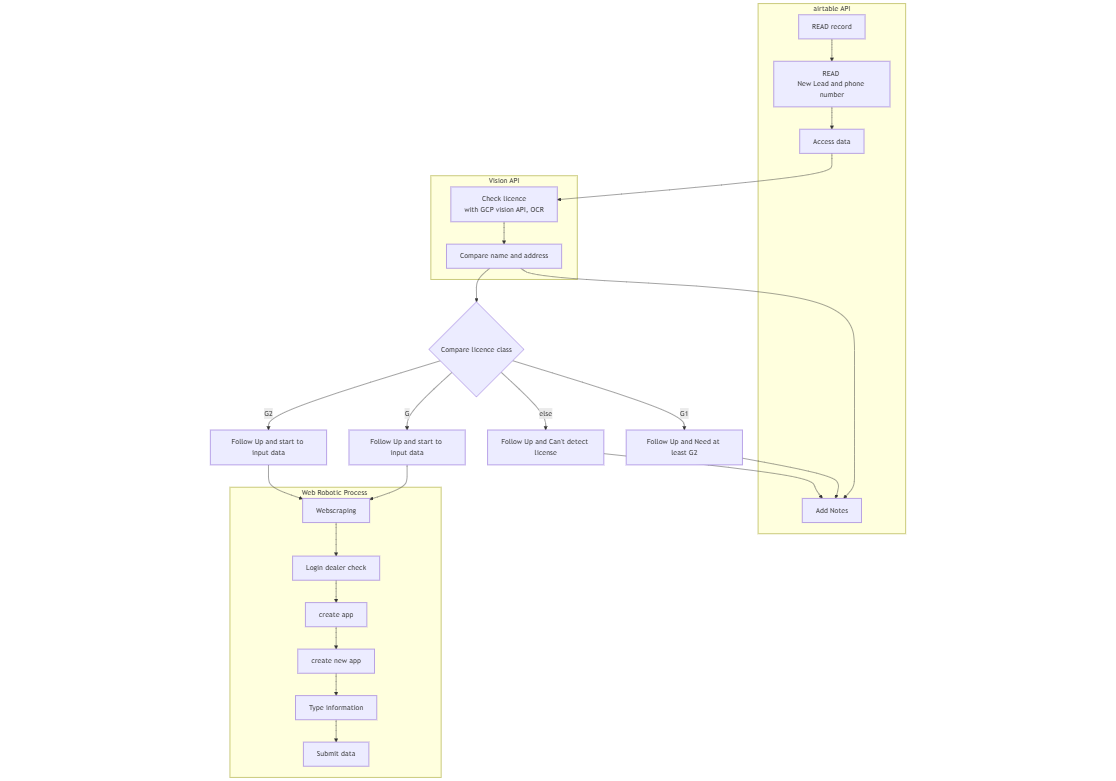 airtable API
READ record
READ
New Lead and phone
number
Access data
Vision API
Check licence
with GCP vision API, OCR
Compare name and address
Compare licence class
G2
G
else
G1
Follow Up and start to
input data
Follow Up and start to
input data
Follow Up and Can't detect
license
Follow Up and Need at
least G2
Add Notes
Web Robotic Process
Webscraping
Login dealer check
create app
create new app
Type information
Submit data